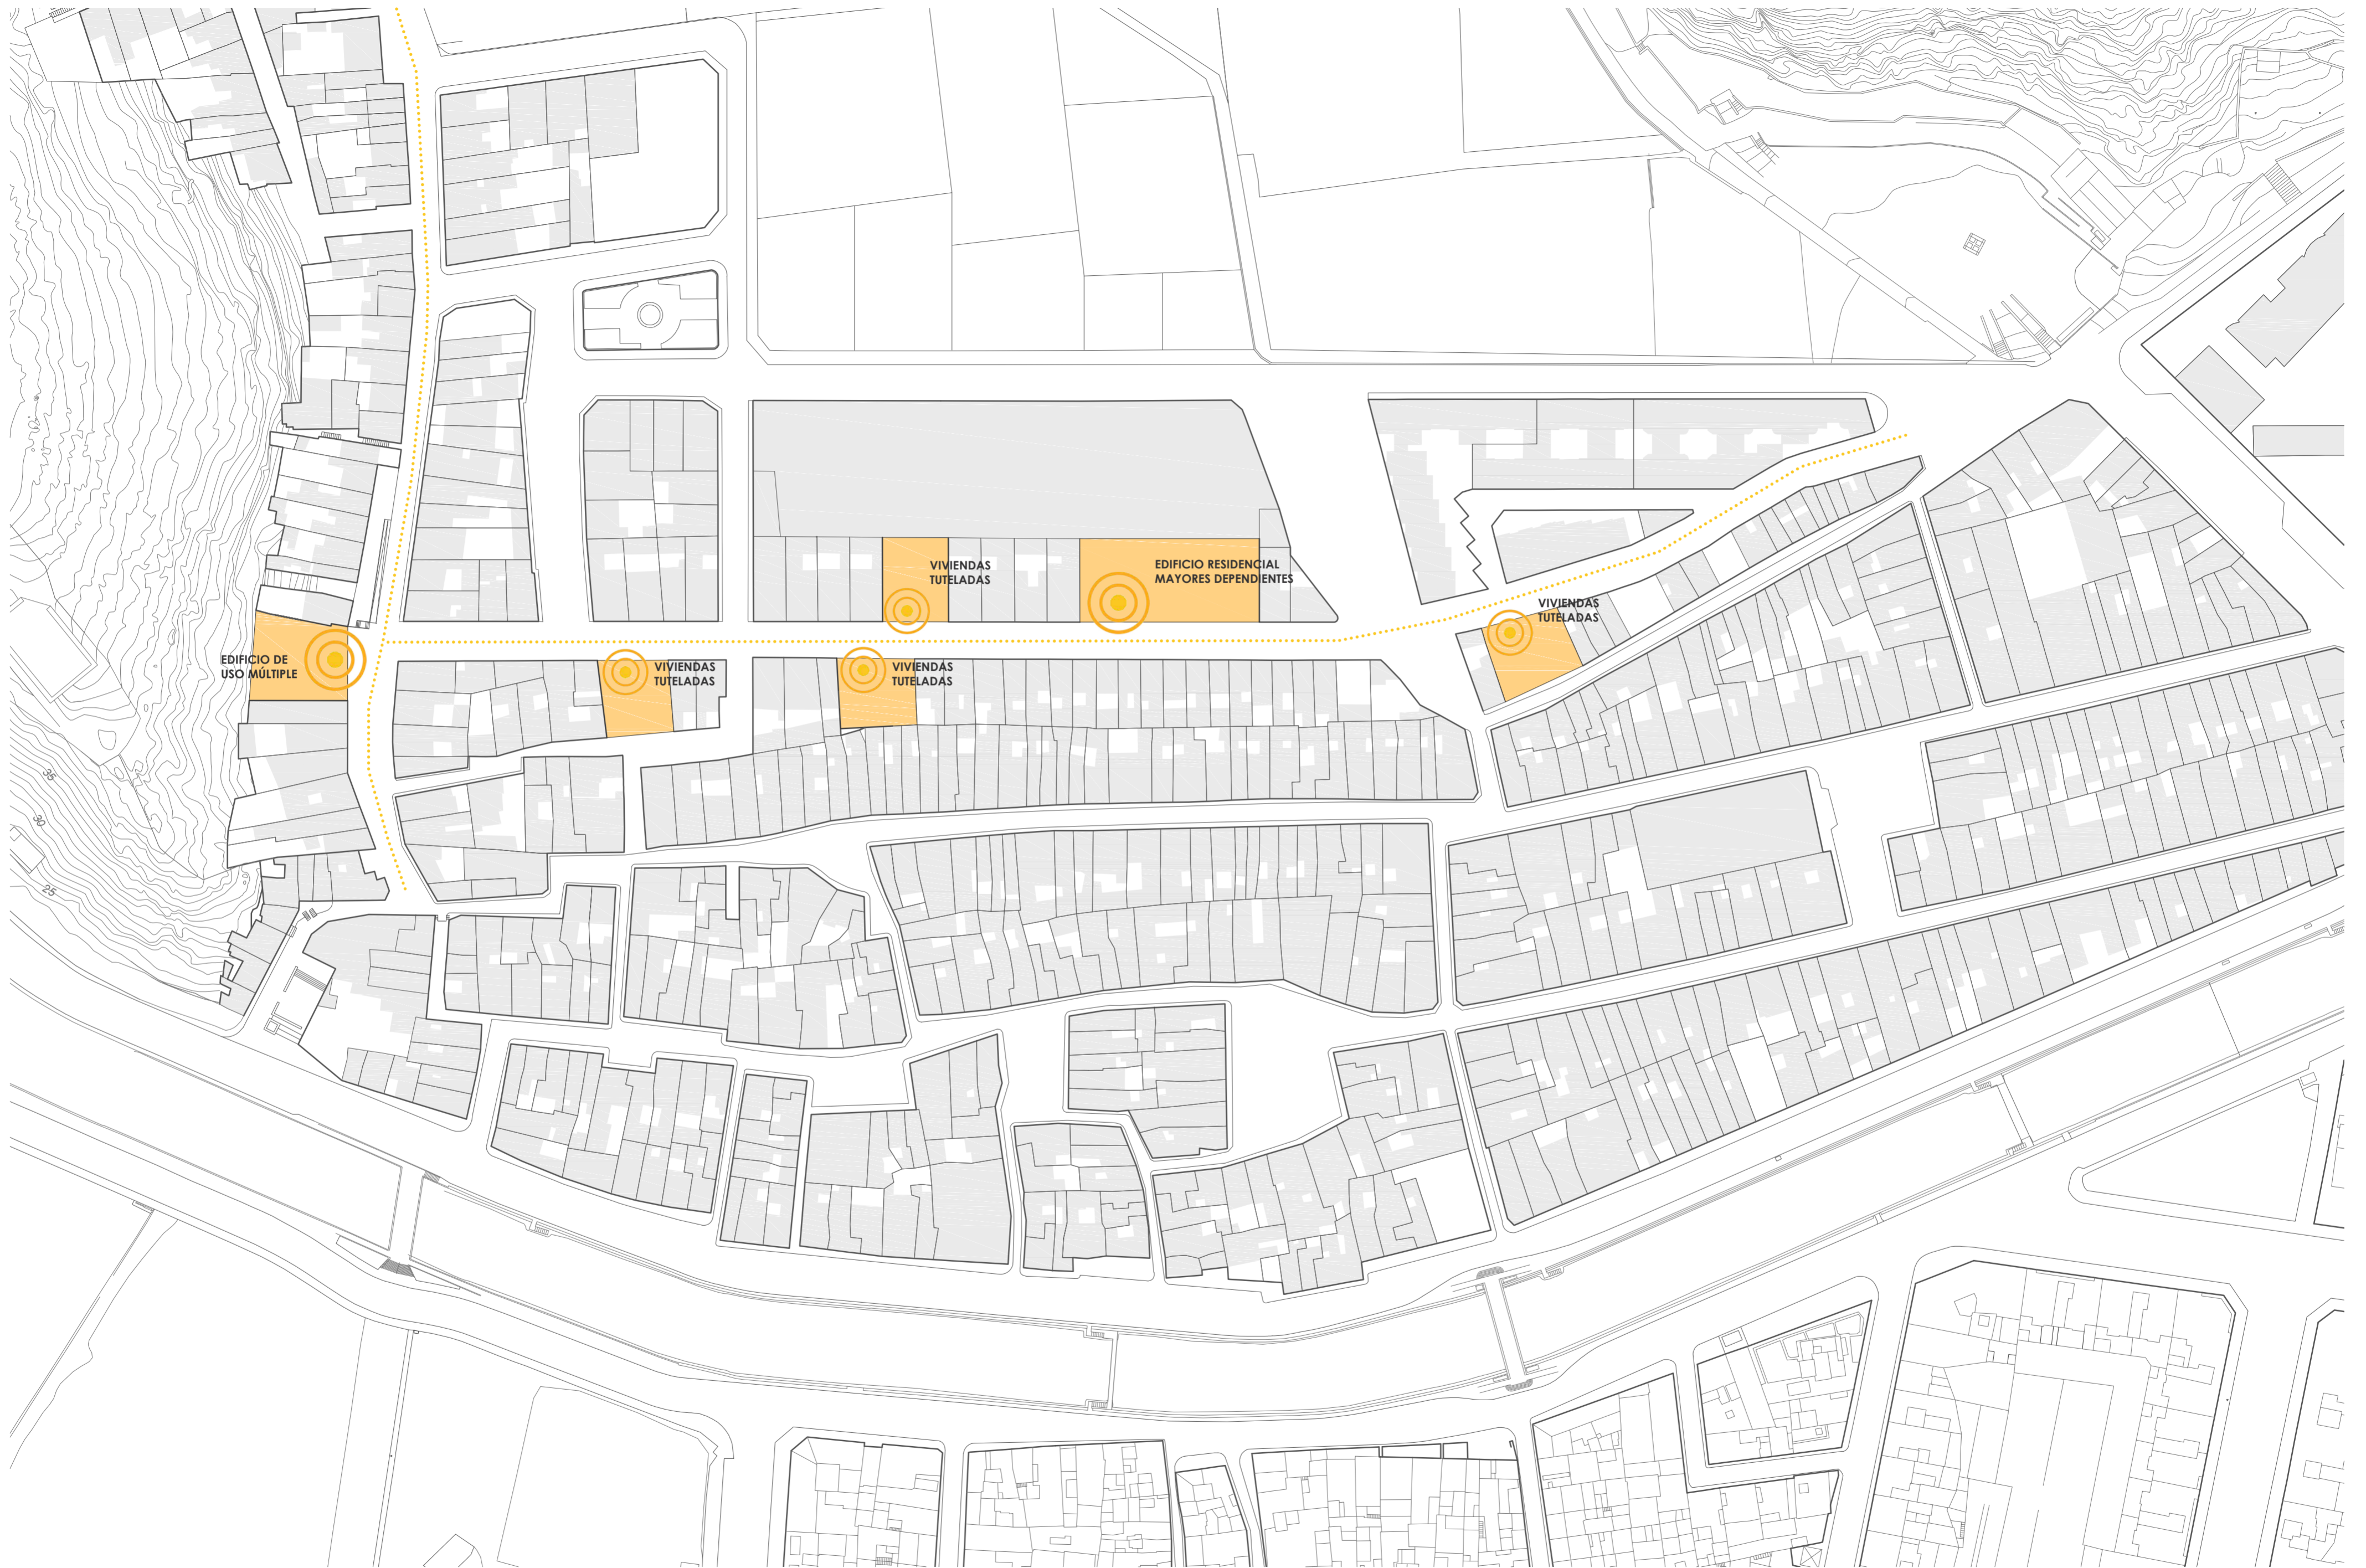 VIVIENDAS
TUTELADAS
EDIFICIO RESIDENCIAL
MAYORES DEPENDIENTES
VIVIENDAS
TUTELADAS
EDIFICIO DE
USO MÚLTIPLE
VIVIENDAS
TUTELADAS
VIVIENDAS
TUTELADAS
35
30
25